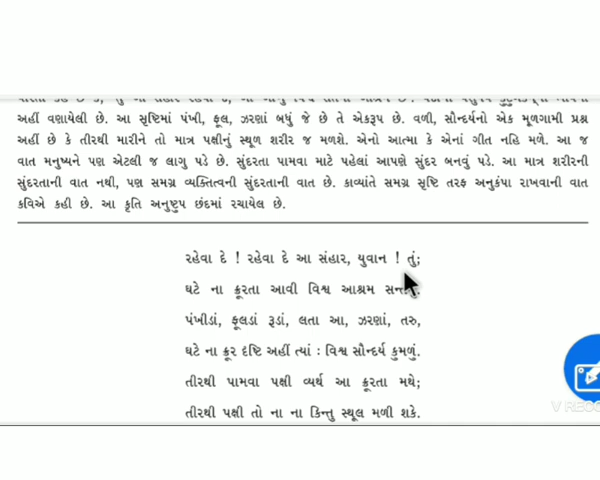 અહીં વણાયેલી છે. આ સૃષ્ટિમાં પંખી, ફૂલ, ઝરણાં બધું જે છે તે એકરૂપ છે. વળી, સૌન્દર્યનો એક મૂળગામી પ્રશ્ન
અહીં છે કે તીરથી મારીને તો માત્ર પક્ષીનું સ્થૂળ શરીર જ મળશે. એનો આત્મા કે એનાં ગીત નહિ મળે. આ જ
વાત મનુષ્યને પણ એટલી જ લાગુ પડે છે. સુંદરતા પામવા માટે પહેલાં આપણે સુંદર બનવું પડે. આ માત્ર શરીરની
સુંદરતાની વાત નથી, પણ સમગ્ર વ્યક્તિત્વની સુંદરતાની વાત છે. કાવ્યાંતે સમગ્ર સૃષ્ટિ તરફ અનુકંપા રાખવાની વાત
કવિએ કહી છે. આ કૃતિ અનુષ્ટુપ છંદમાં રચાયેલ છે.
રહેવા દે ! રહેવા દે આ સંહાર, યુવાન ! તું;
ઘટે ના ક્રૂરતા આવી વિશ્વ આશ્રમ
પંખીડાં, ફૂલડાં રૂડાં, લતા આ, ઝરણાં, તરુ,
ઘટે ના ક્રૂર દૃષ્ટિ અહીં ત્યાં : વિશ્વ સૌન્દર્ય કુમળું.
તીરથી પામવા પક્ષી વ્યર્થ આ ક્રૂરતા મથે;
તીરથી પક્ષી તો ના ના કિન્તુ સ્થૂલ મળી શકે.